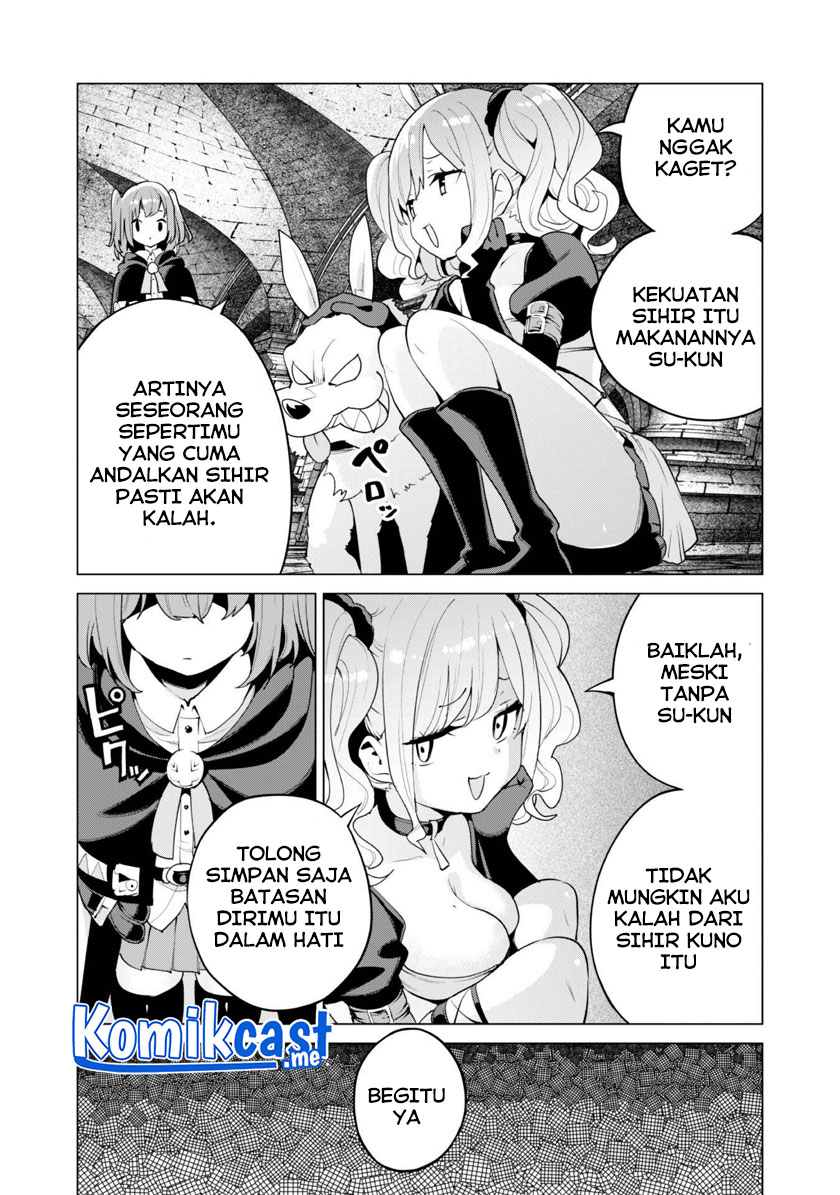 KAMU
NGGAK
KAGET?
KEKUATAN
SIHIR ITU
MAKANANNYA
SU-KUN
ARTINYA
SESEORANG
SEPERTIMU
YANG CUMA
ANDALKAN SIHIR
PASTI AKAN
KALAH.
ペロッ
BAIKLAH,
MESKI
TANPA
SU-KUN
TIDAK
MUNGKIN AKU
KALAH DARI
SIHIR KUNO
ITU
TOLONG
SIMPAN SAJA
BATASAN
DIRIMU ITU
DALAM HATI
ピクッ
Komikcast
.me
BEGITU
YA